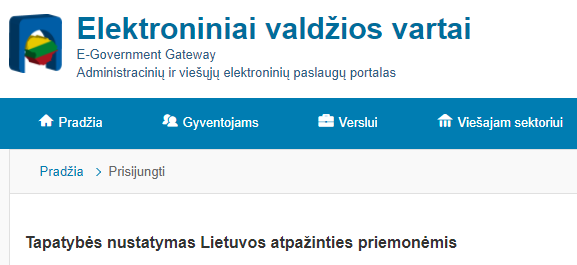 Elektroniniai valdžios vartai
E-Government Gateway
Administracinių ir viešųjų elektroninių paslaugų portalas
Pradžia Gyventojams Verslui Viešajam sektoriui
Pradžia > Prisijungti
Tapatybės nustatymas Lietuvos atpažinties priemonėmis